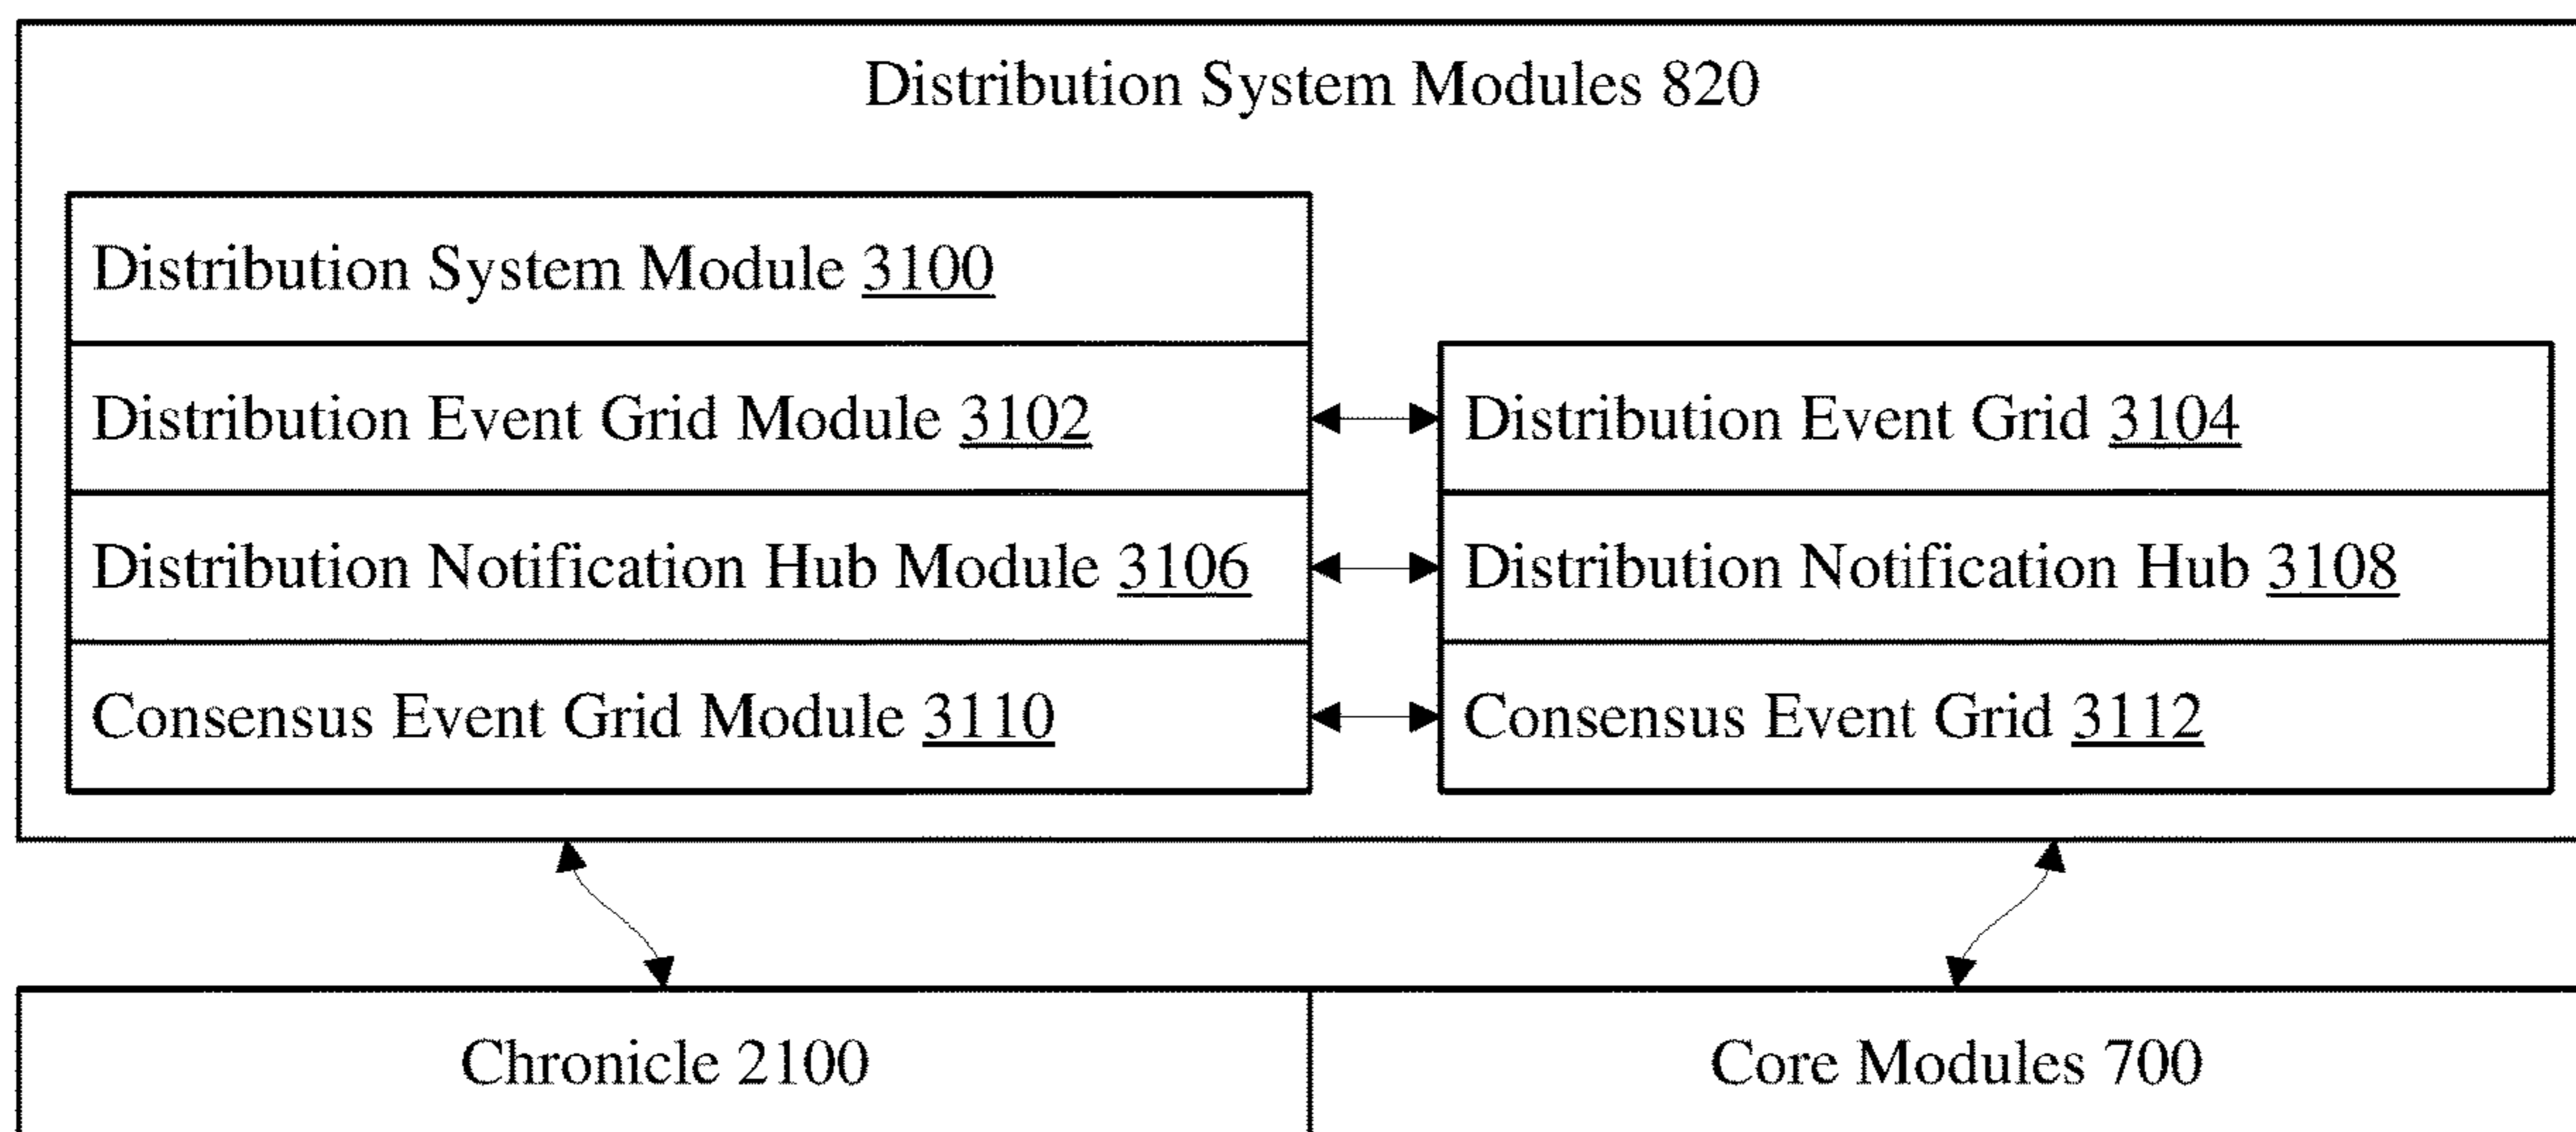 Distribution System Modules 820
Distribution System Module 3100
Distribution Event Grid Module 3102
Distribution Event Grid 3104
Distribution Notification Hub Module 3106
Distribution Notification Hub 3108
Consensus Event Grid Module 3110
Consensus Event Grid 3112
Chronicle 2100
Core Modules 700